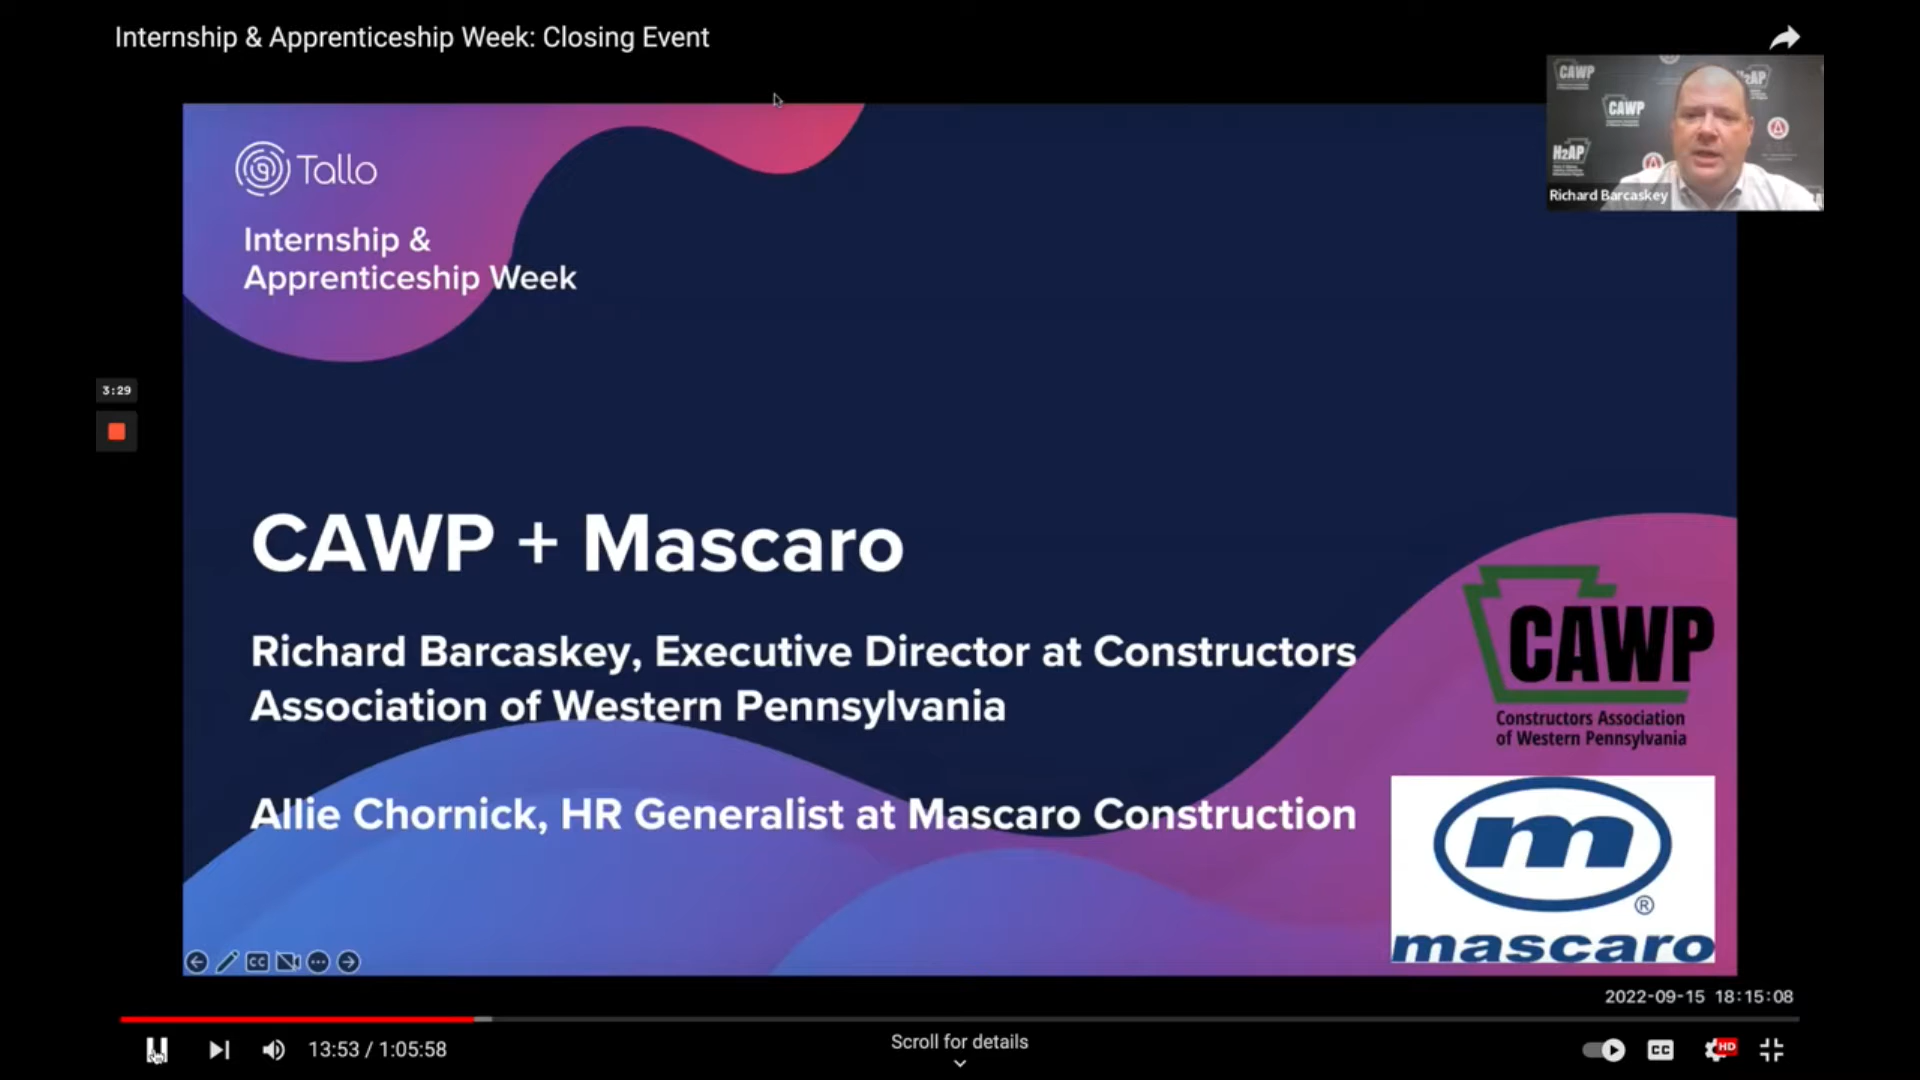 Internship & Apprenticeship Week: Closing Event
CAWP
H2AP
CAWP
H2AP
Richard Barcaskey
Tallo
Internship &
Apprenticeship Week
3:29
CAWP + Mascaro
Richard Barcaskey, Executive Director at Constructors
Association of Western Pennsylvania
CAWP
Constructors Association
of Western Pennsylvania
Allie Chornick, HR Generalist at Mascaro Construction
m
®
mascaro
CC
2022-09-15 18:15:08
13:53 / 1:05:58
Scroll for details
CC
HD